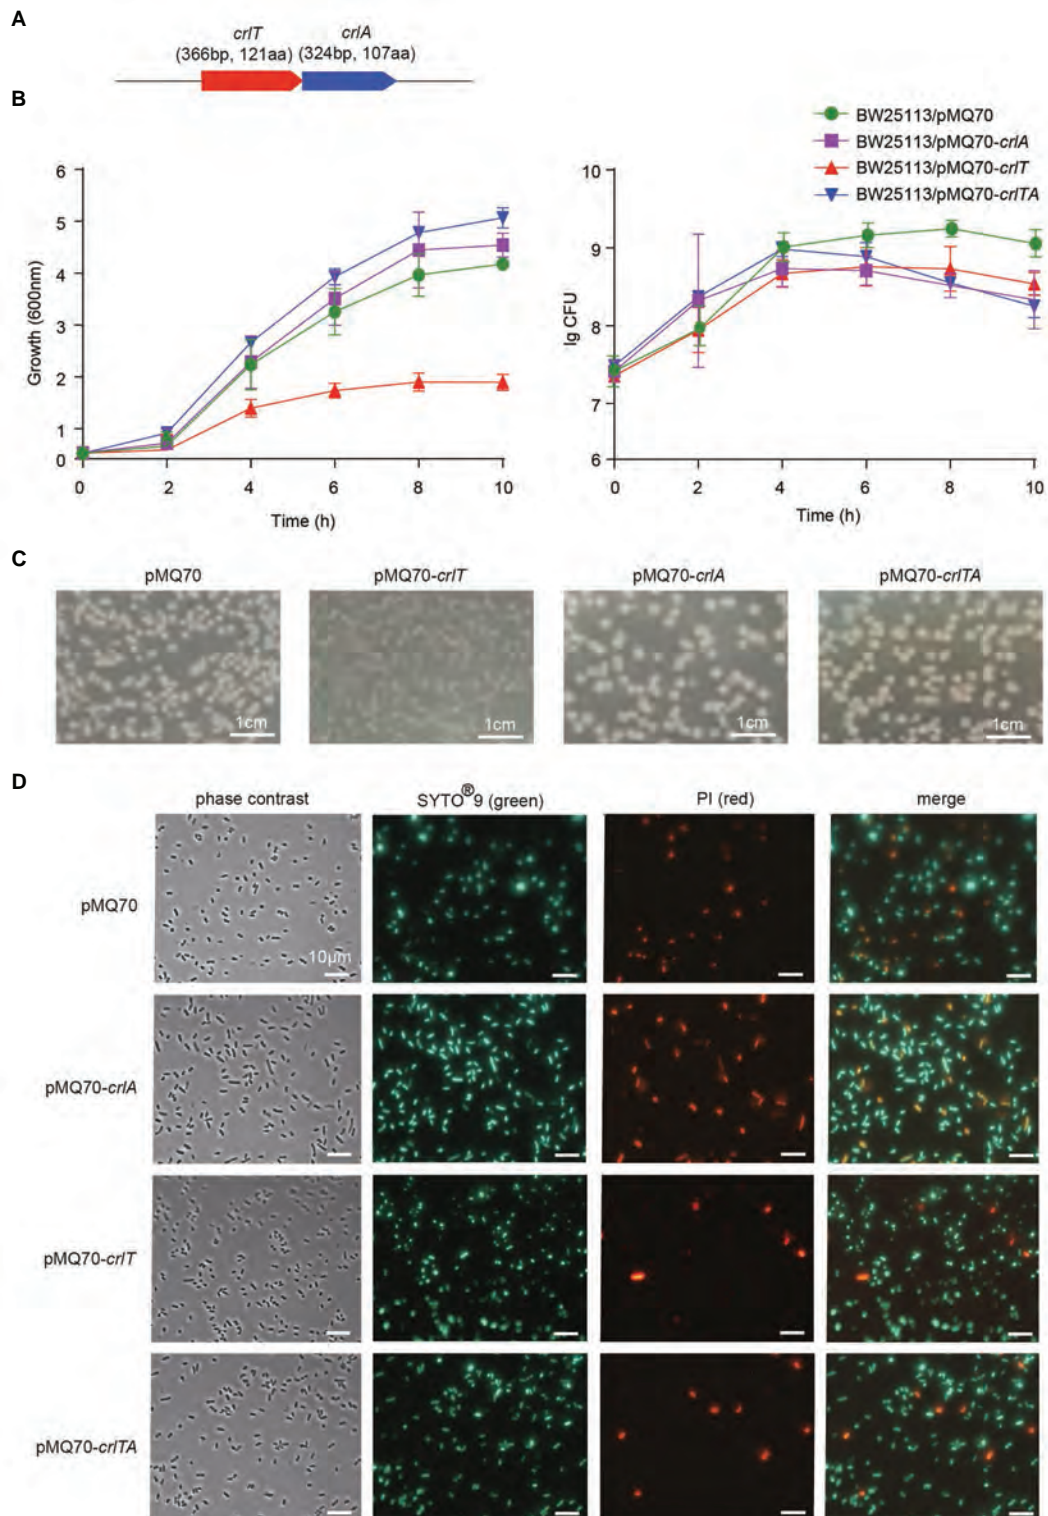 A
crlT crlA
(366bp, 121aa) (324bp, 107aa)
B
BW25113/pMQ70
BW25113/pMQ70-crlA
BW25113/pMQ70-crlT
BW25113/pMQ70-crlTA
Growth (600nm)
6
5
4
3
2
1
0
0 2 4 6 8 10
Time (h)
lg CFU
10
9
8
7
6
0 2 4 6 8 10
Time (h)
C
pMQ70 pMQ70-crlT pMQ70-crlA pMQ70-crlTA
1cm 1cm 1cm 1cm
D
phase contrast SYTO® 9 (green) PI (red) merge
pMQ70
10µm
pMQ70-crlA
pMQ70-crlT
pMQ70-crlTA